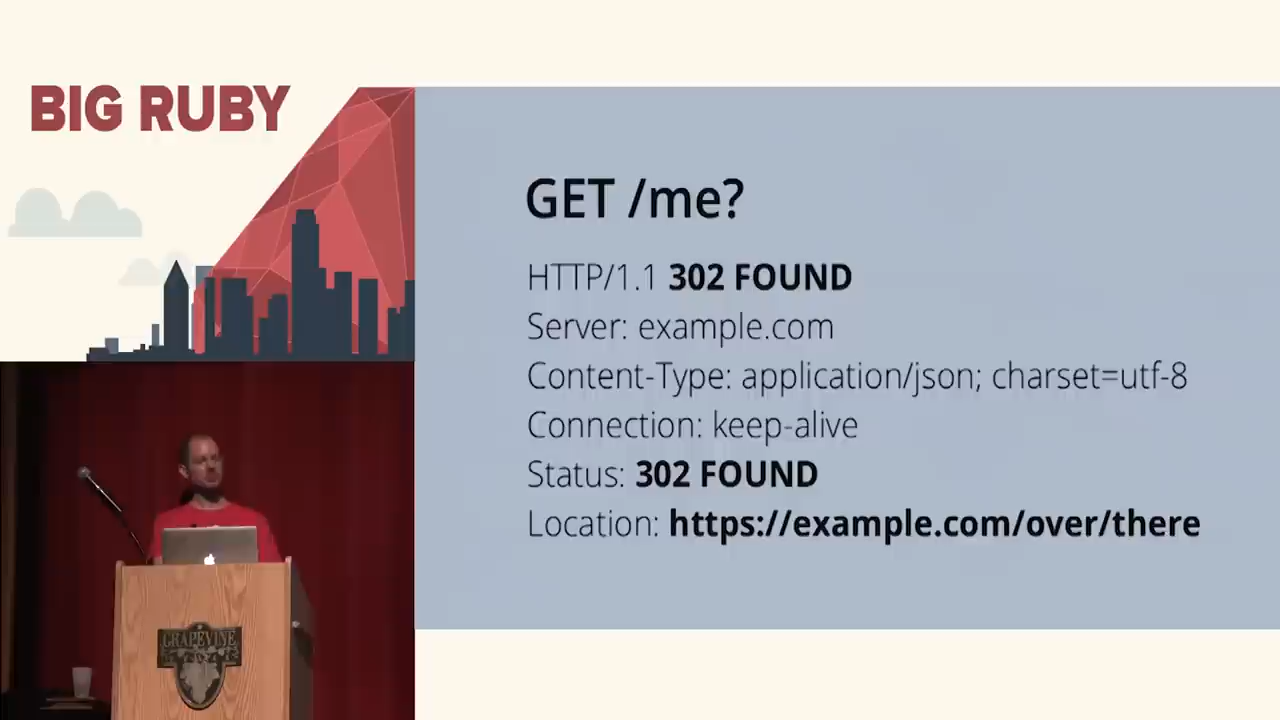 BIG RUBY
GET /me?
HTTP/1.1 302 FOUND
Server: example.com
Content-Type: application/json; charset=utf-8
Connection: keep-alive
Status: 302 FOUND
Location: https://example.com/over/there
GRAPEVINE